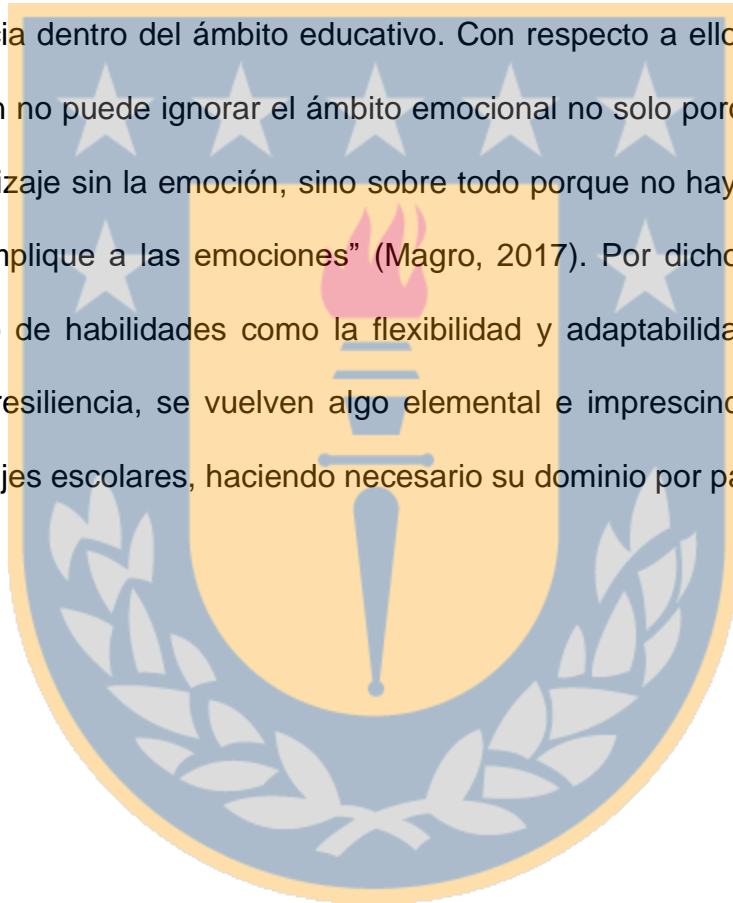 cia dentro del ámbito educativo. Con respecto a ello
n no puede ignorar el ámbito emocional no solo porq
izaje sin la emoción, sino sobre todo porque no hay
mplique a las emociones” (Magro, 2017). Por dicho
de habilidades como la flexibilidad y adaptabilida
resiliencia, se vuelven algo elemental e imprescind
jes escolares, haciendo necesario su dominio por pa